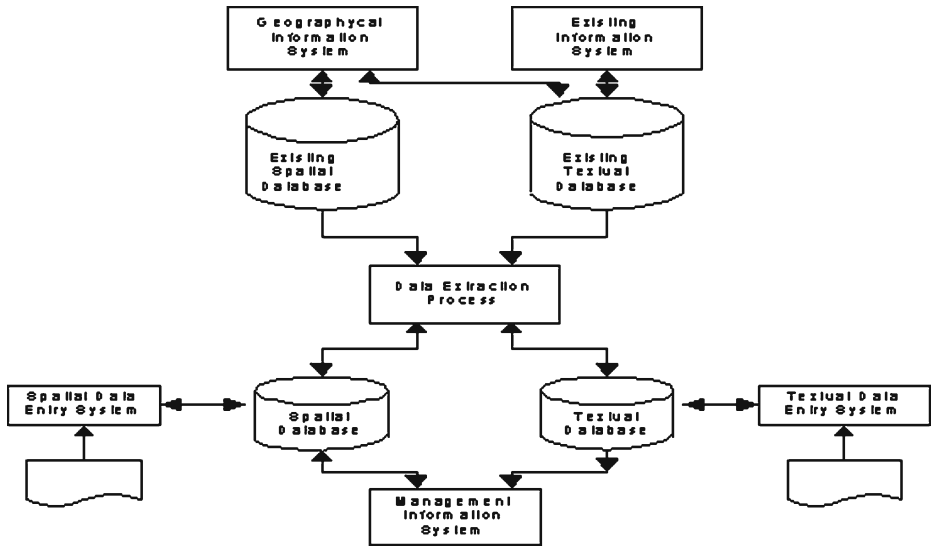 Geographycal
Information
System
Existing
Information
System
Existing
Spatial
Database
Existing
Textual
Database
Data Extraction
Process
Spatial Data
Entry System
Spatial
Database
Textual
Database
Textual Data
Entry System
Management
Information
System